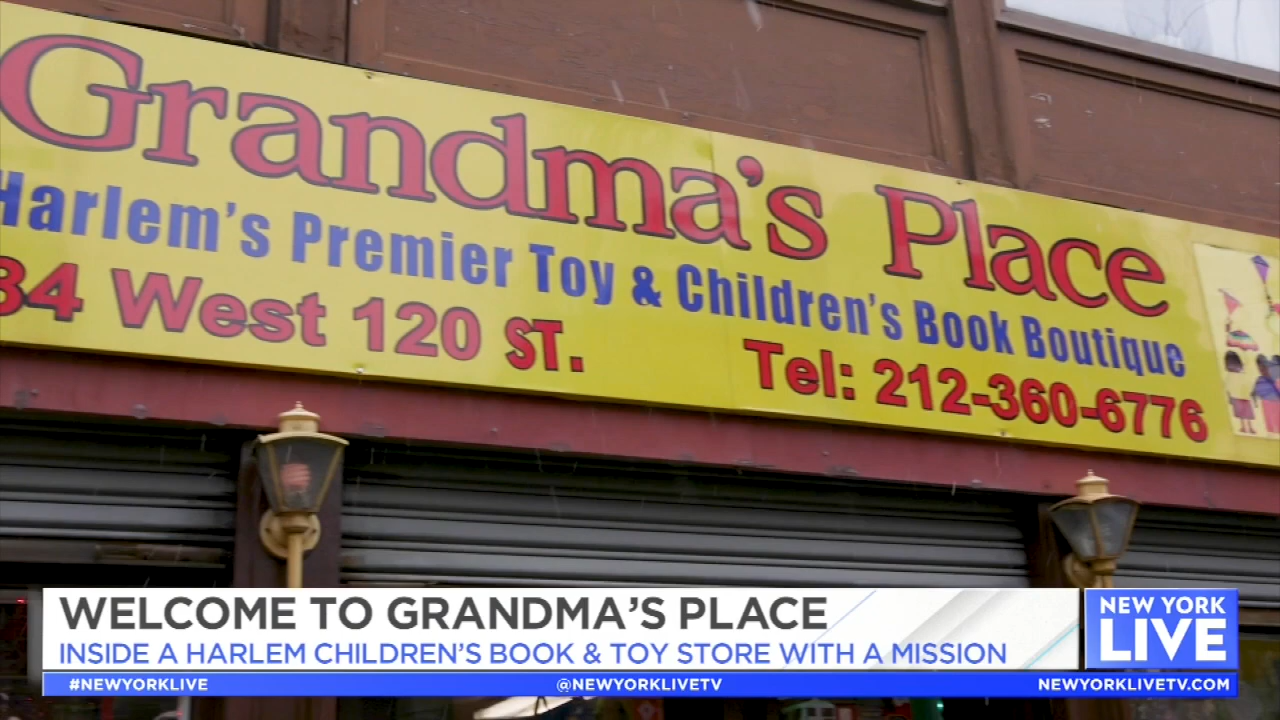 Grandma's Place
Harlem's Premier Toy & Children's Book Boutique
84 West 120 ST.
Tel: 212-360-6776
WELCOME TO GRANDMA'S PLACE
INSIDE A HARLEM CHILDREN'S BOOK & TOY STORE WITH A MISSION
NEW YORK
LIVE
#NEWYORKLIVE
@NEWYORKLIVETV
NEWYORKLIVETV.COM